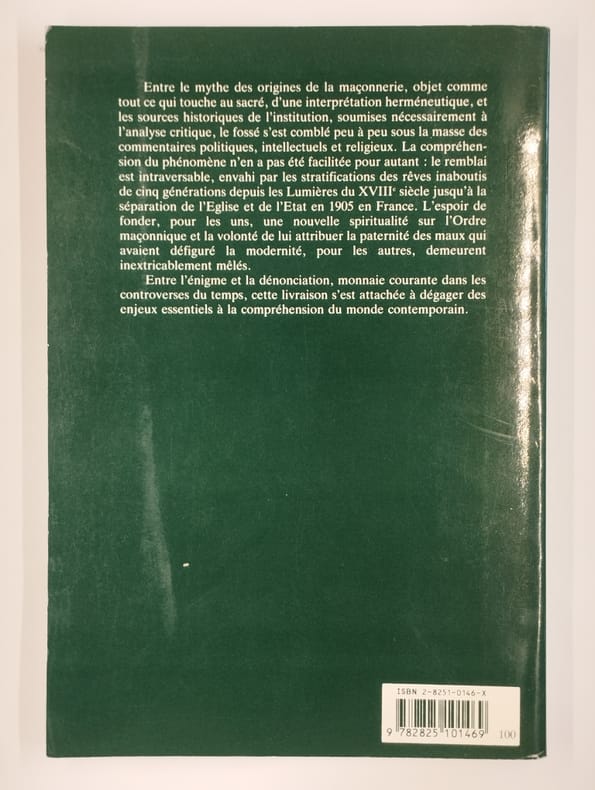 Entre le mythe des origines de la maçonnerie, objet comme
tout ce qui touche au sacré, d'une interprétation herméneutique, et
les sources historiques de l'institution, soumises nécessairement à
l'analyse critique, le fossé s'est comblé peu à peu sous la masse des
commentaires politiques, intellectuels et religieux. La compréhen-
sion du phénomène n'en a pas été facilitée pour autant : le remblai
est intraversable, envahi par les stratifications des rêves inaboutis
de cinq générations depuis les Lumières du XVIIIe siècle jusqu'à la
séparation de l'Eglise et de l'Etat en 1905 en France. L'espoir de
fonder, pour les uns, une nouvelle spiritualité sur l'Ordre
maçonnique et la volonté de lui attribuer la paternité des maux qui
avaient défiguré la modernité, pour les autres, demeurent
inextricablement mêlés.
Entre l'énigme et la dénonciation, monnaie courante dans les
controverses du temps, cette livraison s'est attachée à dégager des
enjeux essentiels à la compréhension du monde contemporain.
ISBN 2-8251-0146-X
9 782825 101469
100